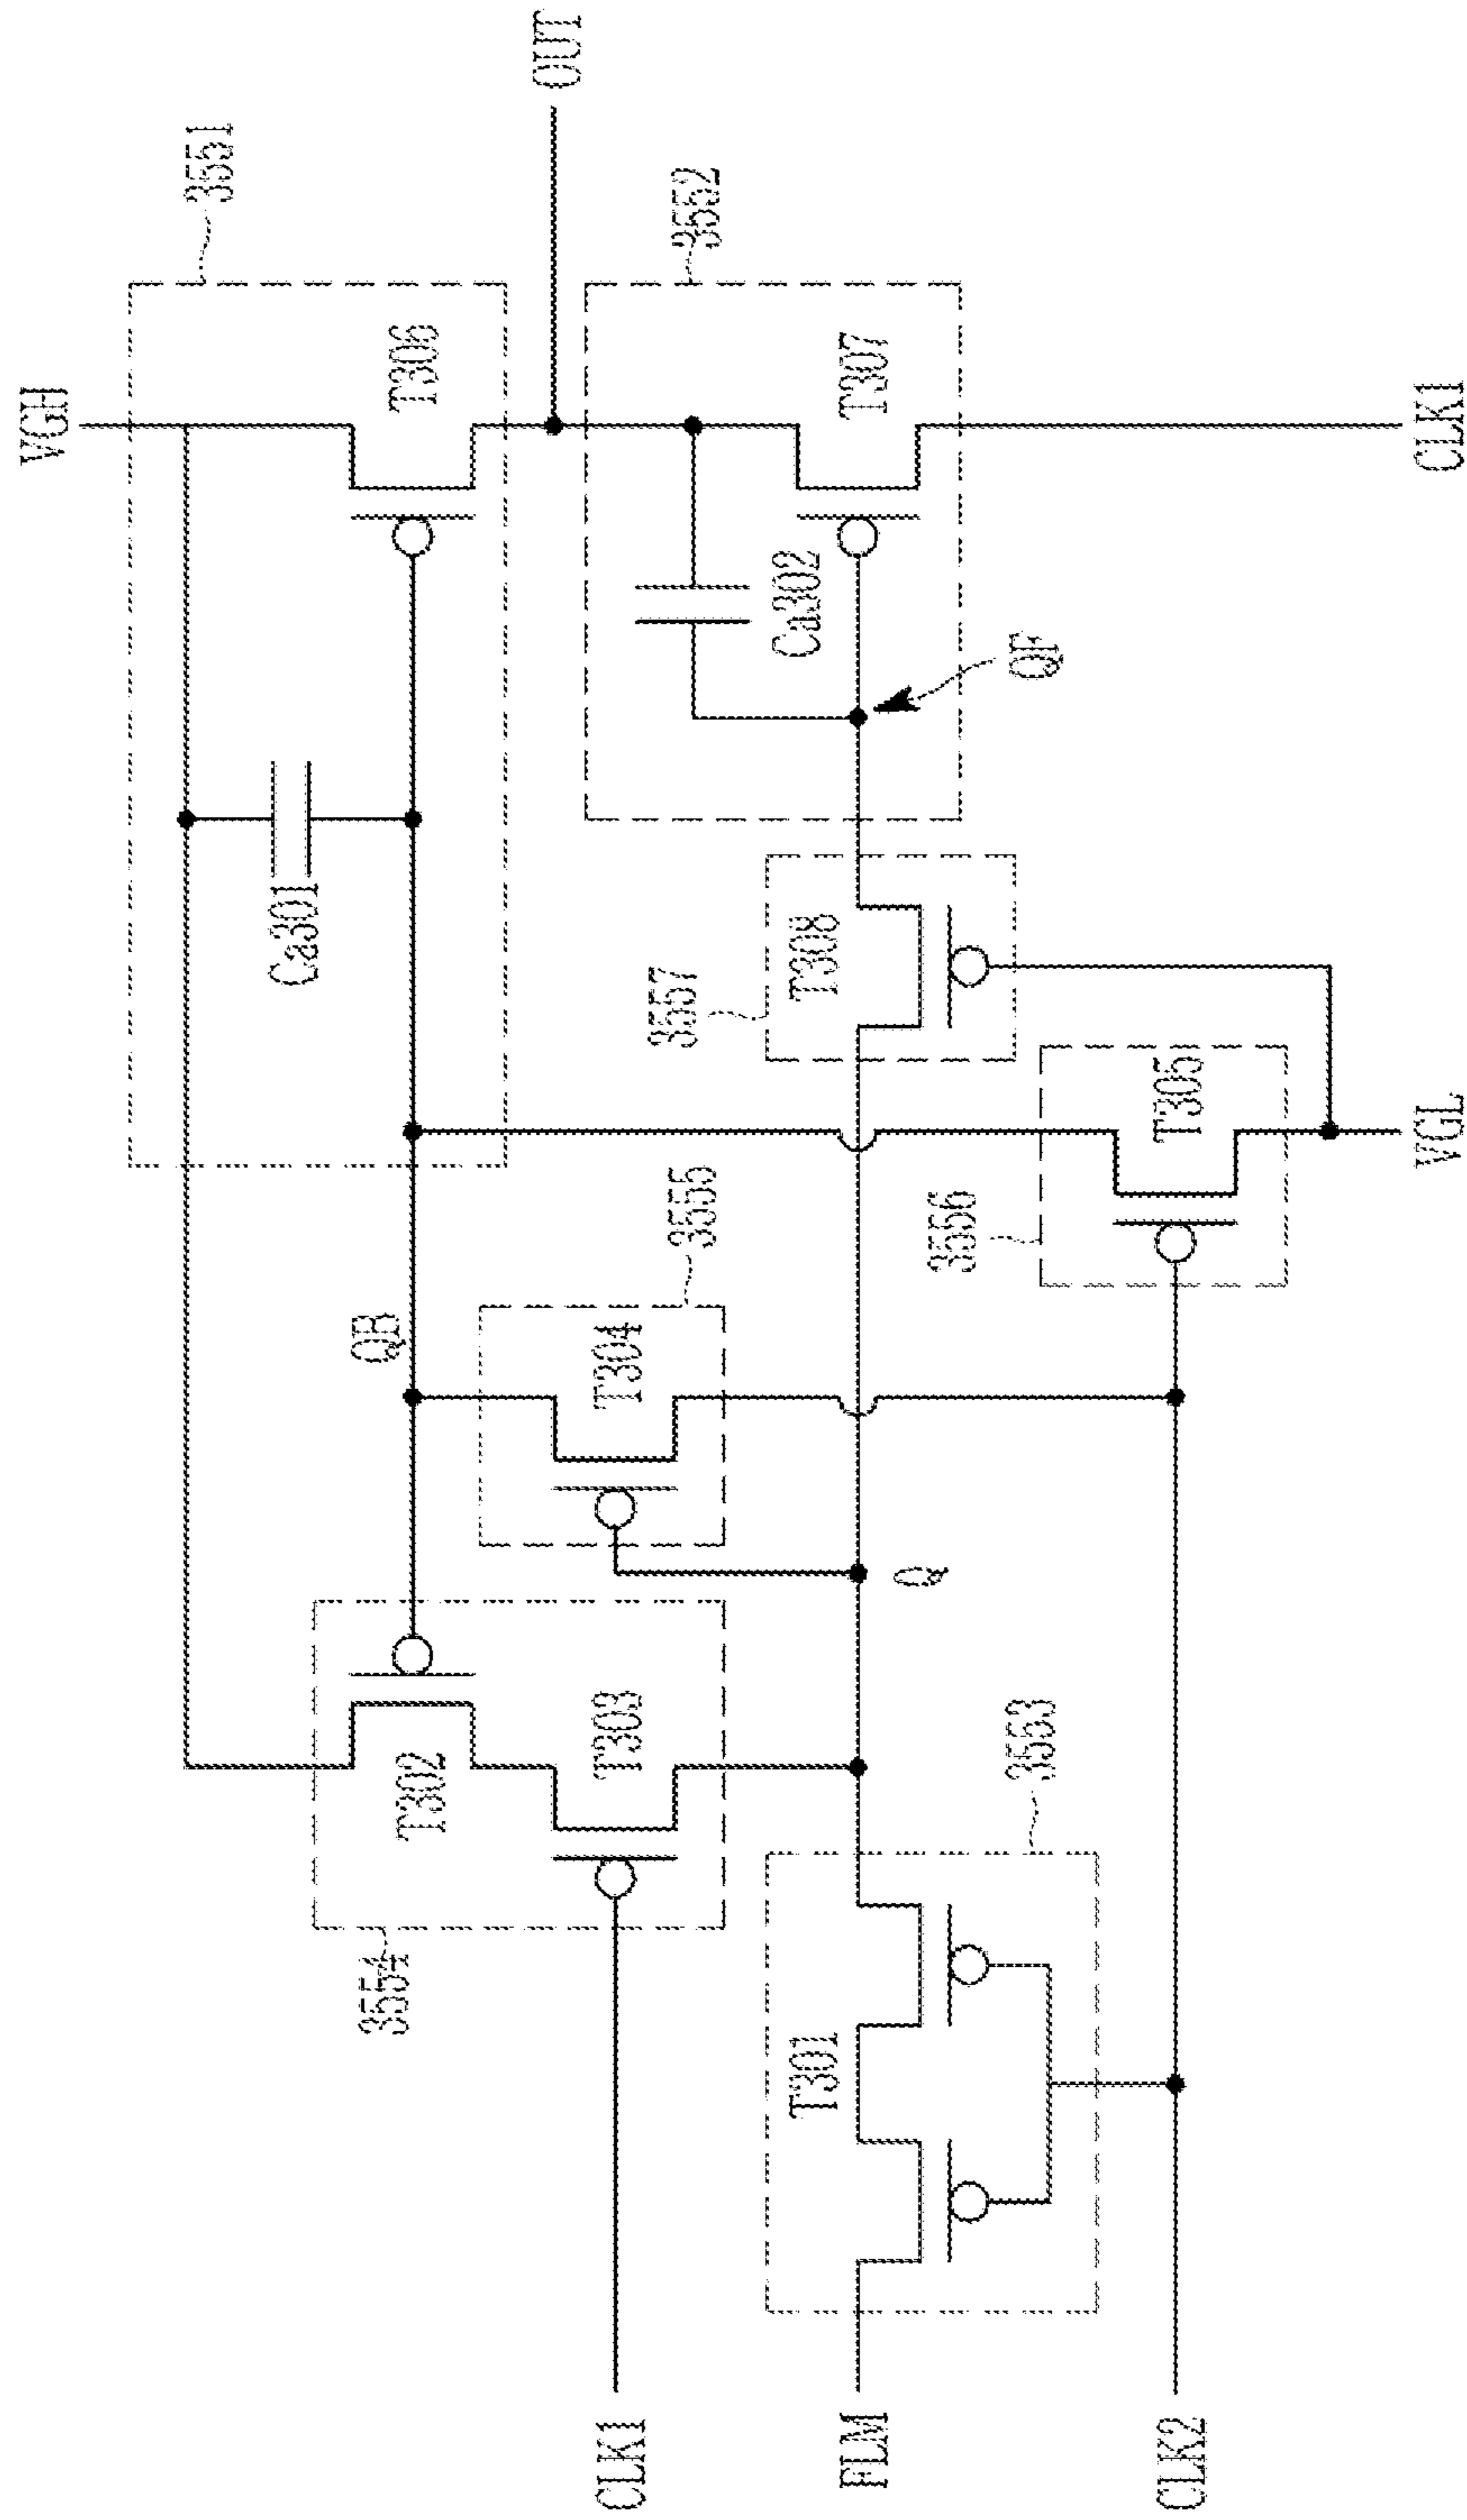 VGH
3551
T306
Ca301
OUT
3552
T307
Ca302
QF
CLK1
3557
T308
3556
T305
VGL
QB
3555
T304
Q
3554
T302
T303
3553
T301
CLK1
FLM
CLK2